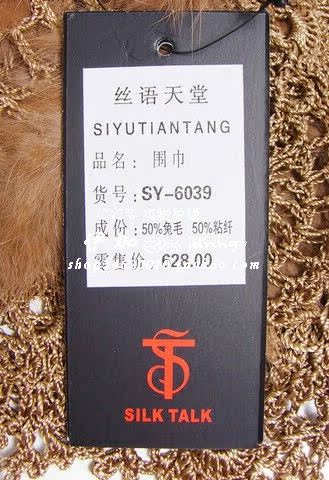 丝语天堂
SIYUTIANTANG
品名：围巾
货号：SY-6039
成份：50%兔毛 50%粘纤
零售价：628.00
SILK TALK